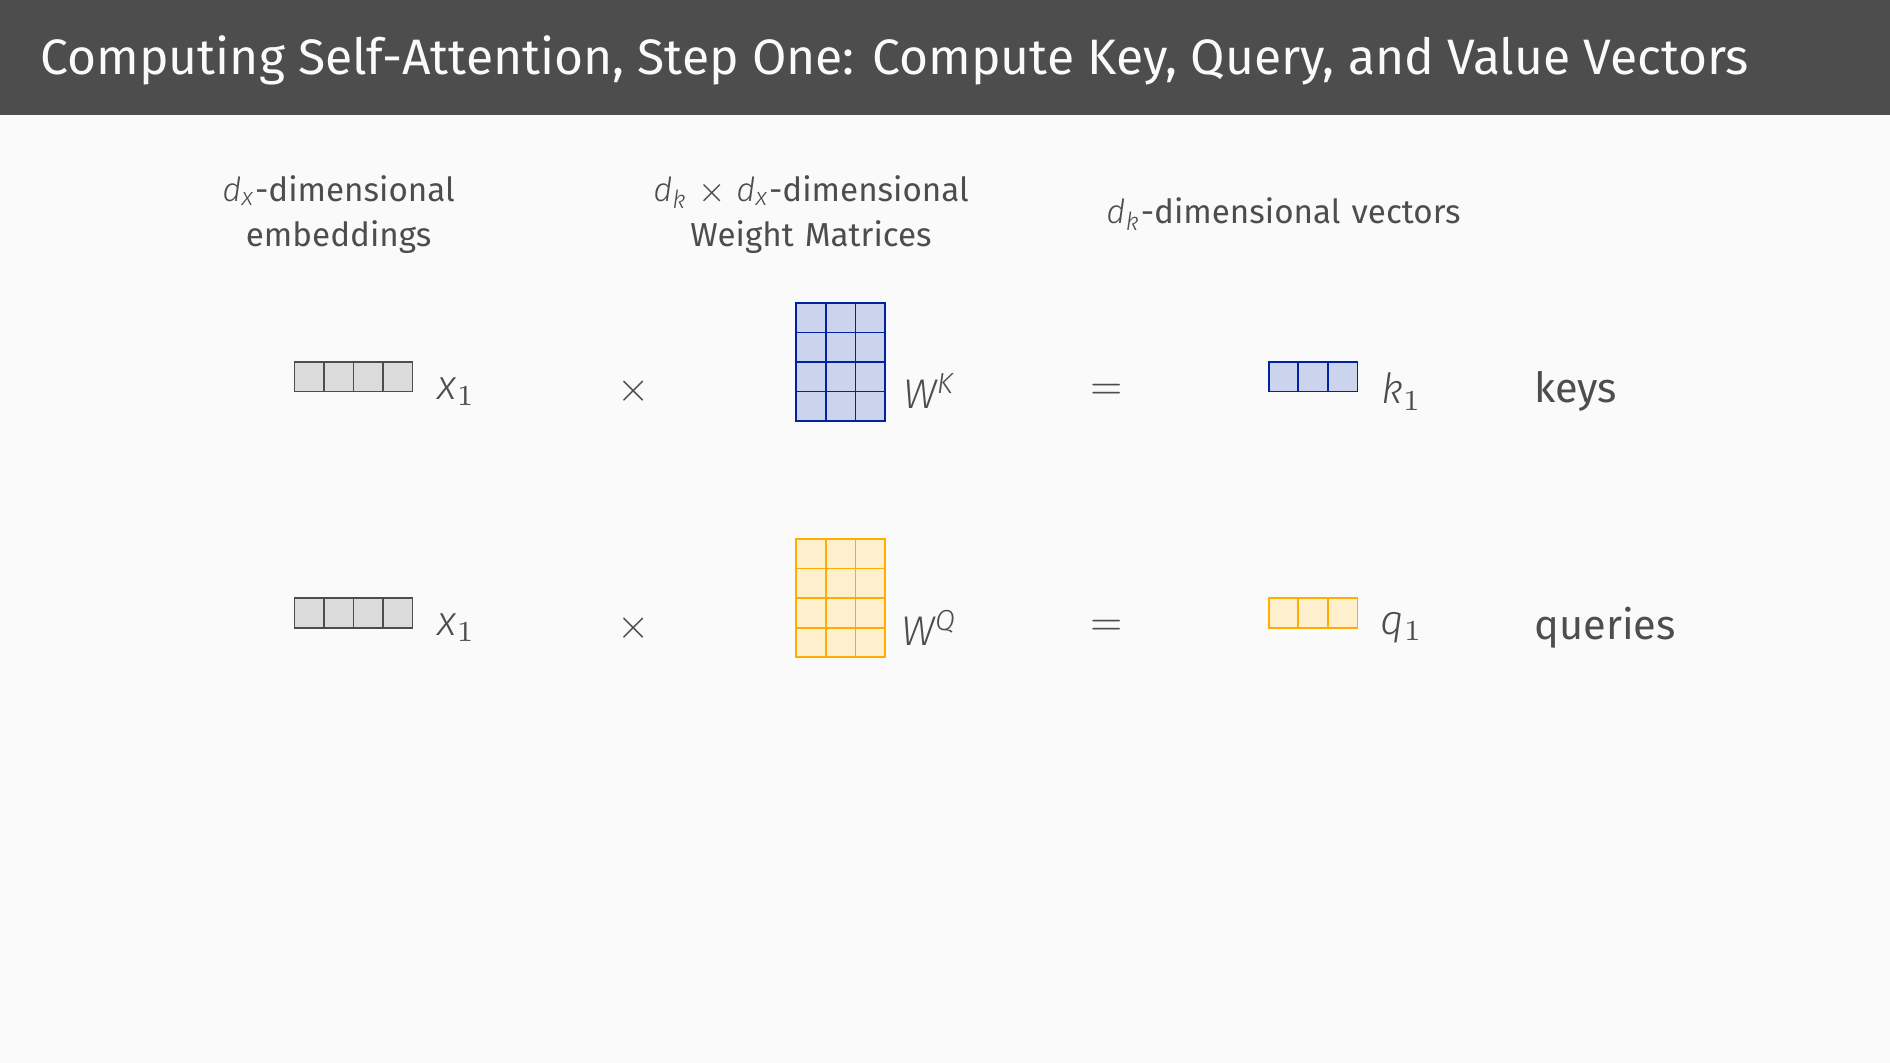 Computing Self-Attention, Step One: Compute Key, Query, and Value Vectors
dₓ-dimensional
embeddings
dₖ × dₓ-dimensional
Weight Matrices
dₖ-dimensional vectors
x₁ × Wᴷ = k₁ keys
x₁ × W^Q = q₁ queries